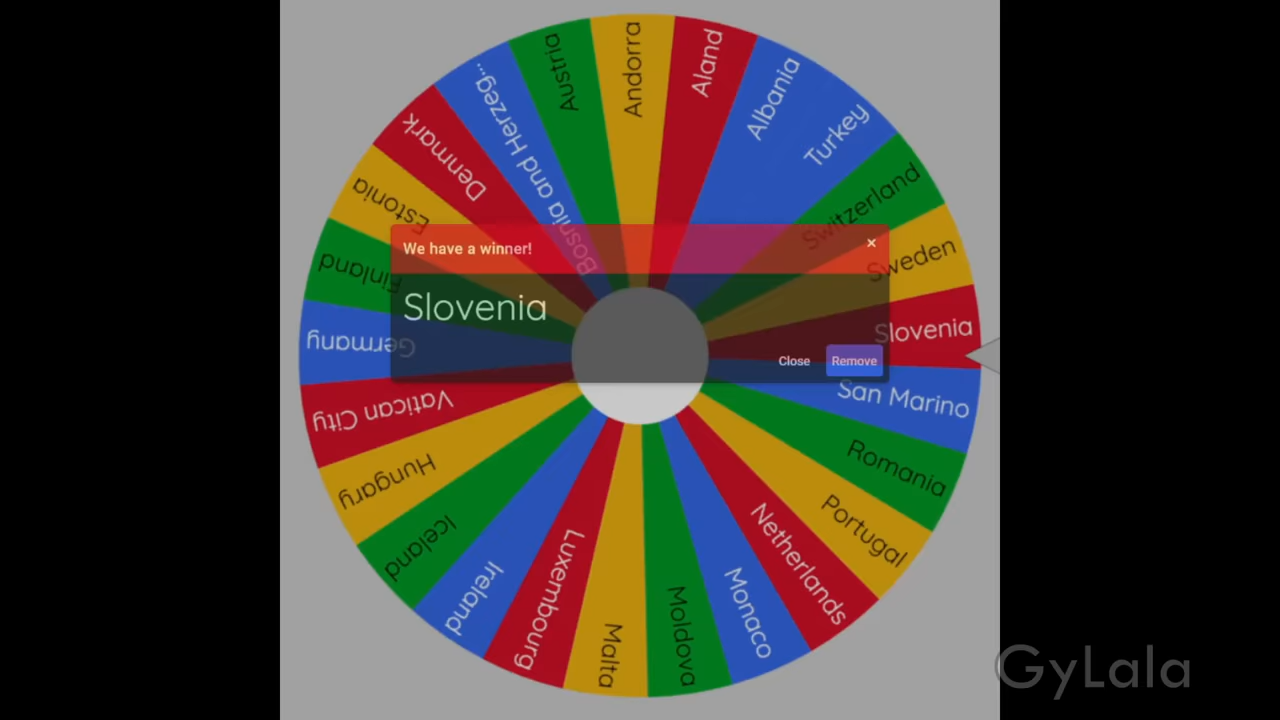 Andorra
Aland
Albania
Turkey
Switzerland
Sweden
Slovenia
San Marino
Romania
Portugal
Netherlands
Monaco
Moldova
Malta
Luxembourg
Ireland
Iceland
Hungary
Vatican City
Germany
Finland
Estonia
Denmark
Bosnia and Herzeg...
Austria
We have a winner!
×
Slovenia
Close
Remove
GyLala